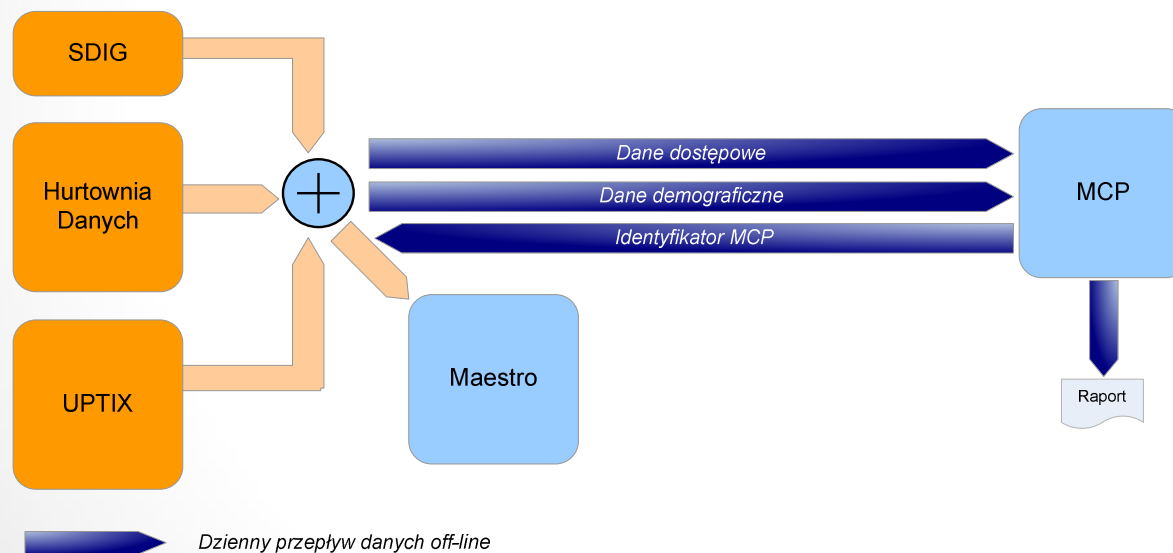 SDIG
Hurtownia
Danych
UPTIX
Dane dostępowe
Dane demograficzne
Identyfikator MCP
MCP
Maestro
Raport
Dzienny przepływ danych off-line